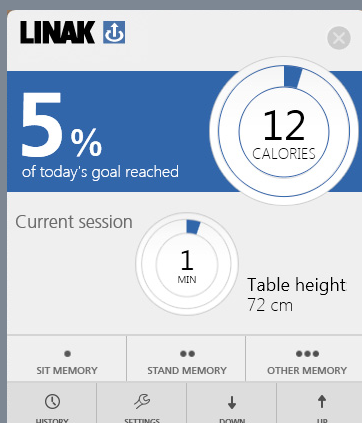 LINAK
5%
of today's goal reached
12
CALORIES
Current session
1
MIN
Table height
72 cm
SIT MEMORY
STAND MEMORY
OTHER MEMORY
HISTORY
SETTINGS
DOWN
UP